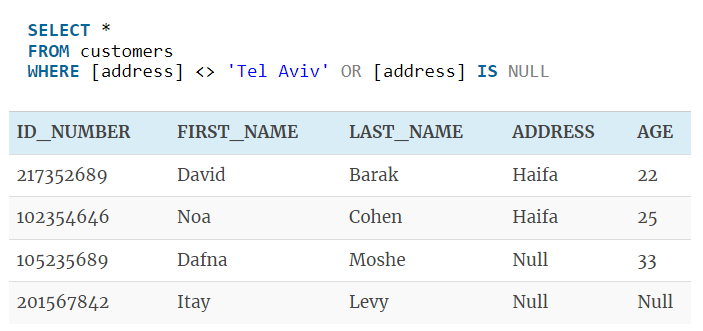 SELECT *
FROM customers
WHERE [address] <> 'Tel Aviv' OR [address] IS NULL
ID_NUMBER FIRST_NAME LAST_NAME ADDRESS AGE
217352689 David Barak Haifa 22
102354646 Noa Cohen Haifa 25
105235689 Dafna Moshe Null 33
201567842 Itay Levy Null Null